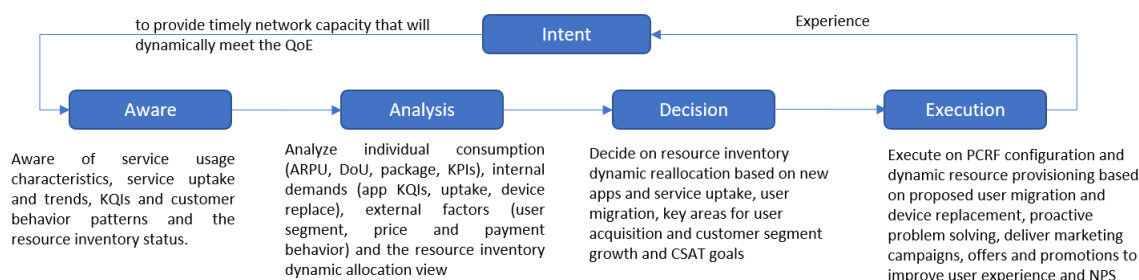 to provide timely network capacity that will
dynamically meet the QoE
Intent
Experience
Aware
Analysis
Decision
Execution
Aware of service usage
characteristics, service uptake
and trends, KQIs and customer
behavior patterns and the
resource inventory status.
Analyze individual consumption
(ARPU, DoU, package, KPIs), internal
demands (app KQIs, uptake, device
replace), external factors (user
segment, price and payment
behavior) and the resource inventory
dynamic allocation view
Decide on resource inventory
dynamic reallocation based on new
apps and service uptake, user
migration, key areas for user
acquisition and customer segment
growth and CSAT goals
Execute on PCRF configuration and
dynamic resource provisioning based
on proposed user migration and
device replacement, proactive
problem solving, deliver marketing
campaigns, offers and promotions to
improve user experience and NPS